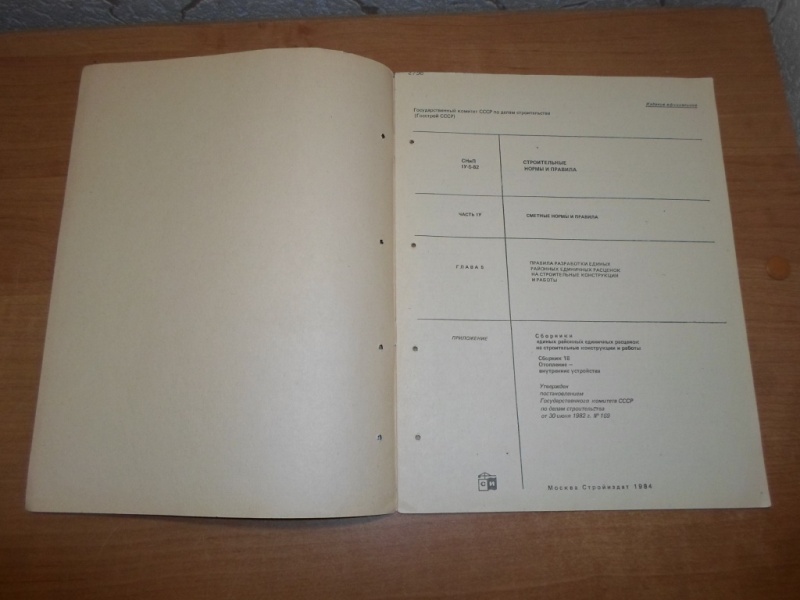 Издание официальное
Государственный комитет СССР по делам строительства
(Госстрой СССР)
СНиП
IV-5-82
СТРОИТЕЛЬНЫЕ
НОРМЫ И ПРАВИЛА
ЧАСТЬ IV
СМЕТНЫЕ НОРМЫ И ПРАВИЛА
ГЛАВА 5
ПРАВИЛА РАЗРАБОТКИ ЕДИНЫХ
РАЙОННЫХ ЕДИНИЧНЫХ РАСЦЕНОК
НА СТРОИТЕЛЬНЫЕ КОНСТРУКЦИИ
И РАБОТЫ
ПРИЛОЖЕНИЕ
Сборники
единых районных единичных расценок
на строительные конструкции и работы
Сборник 18
Отопление –
внутренние устройства
Утвержден
постановлением
Государственного комитета СССР
по делам строительства
от 30 июня 1982 г. №
С Н
Москва Стройиздат 1984